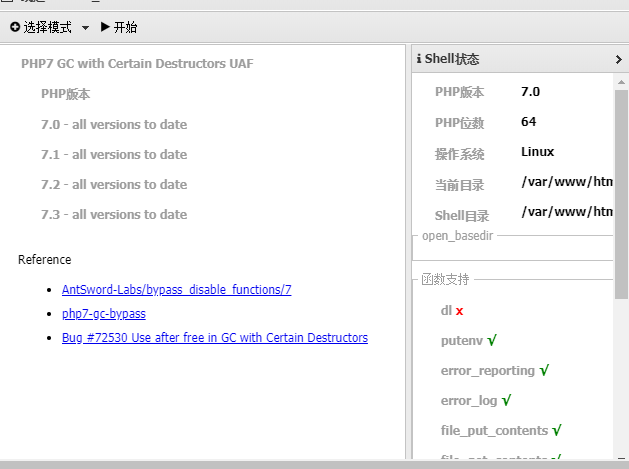 选择模式 开始
PHP7 GC with Certain Destructors UAF
PHP版本
7.0 - all versions to date
7.1 - all versions to date
7.2 - all versions to date
7.3 - all versions to date
Reference
AntSword-Labs/bypass_disable_functions/7
php7-gc-bypass
Bug #72530 Use after free in GC with Certain Destructors
Shell状态
PHP版本 7.0
PHP位数 64
操作系统 Linux
当前目录 /var/www/htm
Shell目录 /var/www/htm
open_basedir
函数支持
dl x
putenv √
error_reporting √
error_log √
file_put_contents √